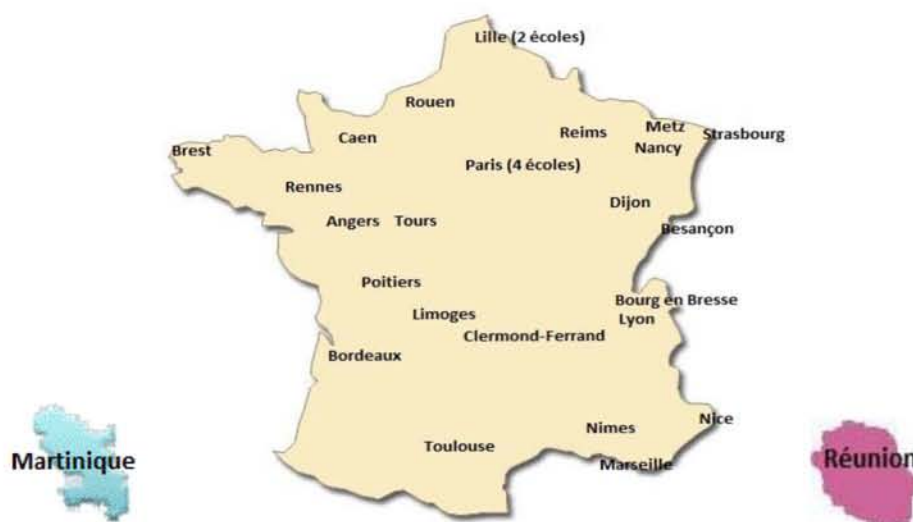 Lille (2 écoles)
Rouen
Caen
Reims
Metz
Strasbourg
Nancy
Brest
Paris (4 écoles)
Rennes
Dijon
Angers
Tours
Besançon
Poitiers
Bourg en Bresse
Limoges
Lyon
Clermond-Ferrand
Bordeaux
Nice
Nimes
Toulouse
Marseille
Martinique
Réunion